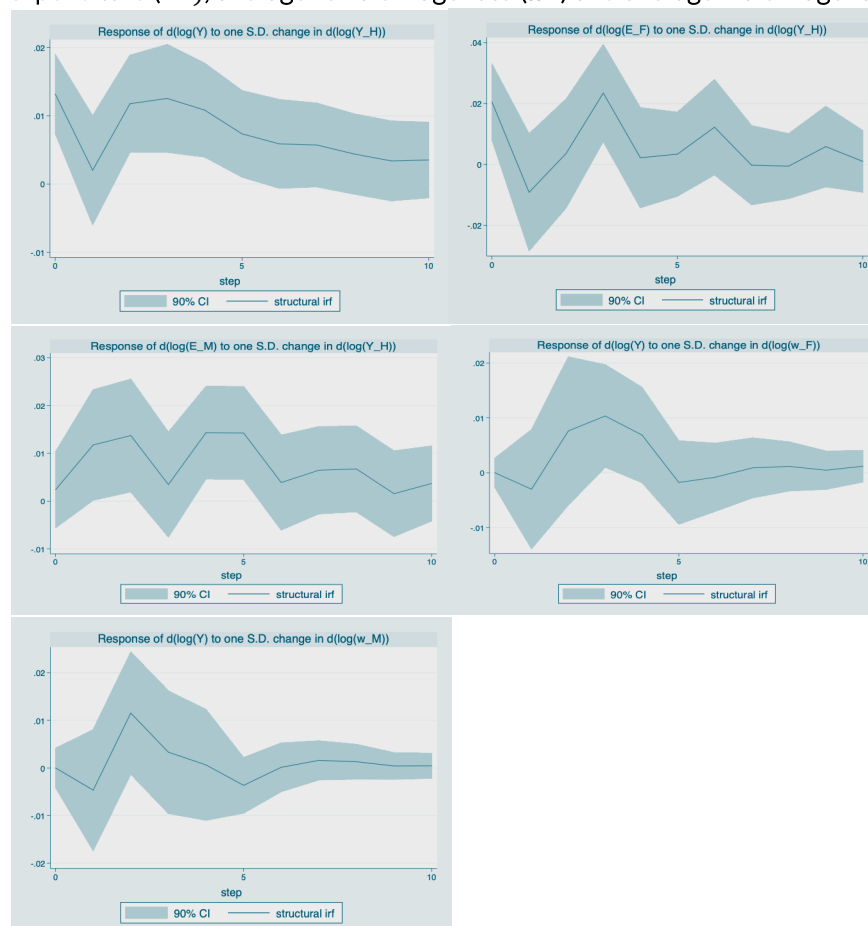 Response of d(log(Y) to one S.D. change in d(log(Y_H))
.02
.01
0
-.01
0
5
10
step
90% CI
structural irf
Response of d(log(E_F) to one S.D. change in d(log(Y_H))
.04
.02
0
-.02
0
5
10
step
90% CI
structural irf
Response of d(log(E_M) to one S.D. change in d(log(Y_H))
.03
.02
.01
0
-.01
0
5
10
step
90% CI
structural irf
Response of d(log(Y) to one S.D. change in d(log(w_F))
.02
.01
0
-.01
0
5
10
step
90% CI
structural irf
Response of d(log(Y) to one S.D. change in d(log(w_M))
.02
.01
0
-.01
-.02
0
5
10
step
90% CI
structural irf